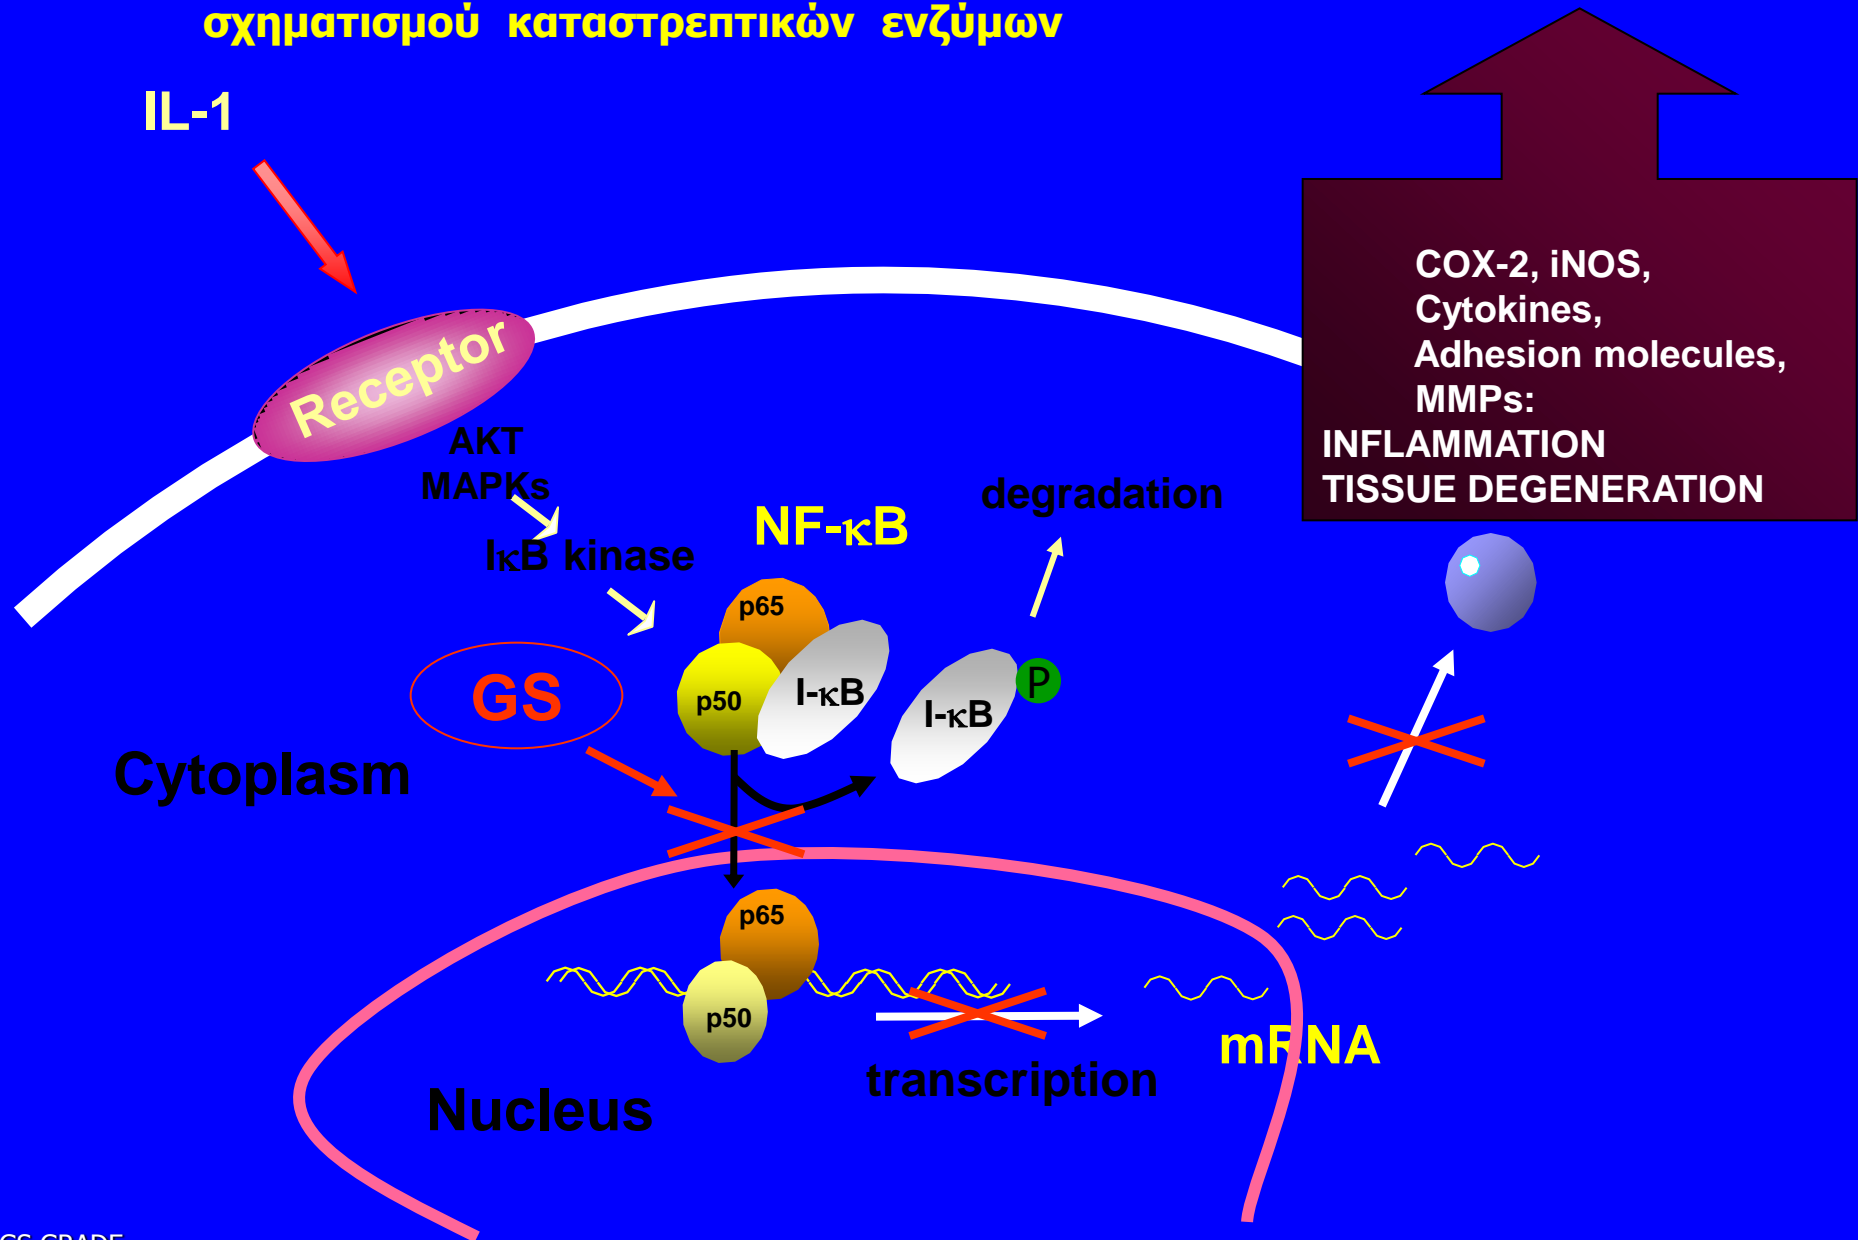 σχηματισμού καταστρεπτικών ενζύμων
IL-1
COX-2, iNOS,
Cytokines,
Adhesion molecules,
MMPs:
INFLAMMATION
TISSUE DEGENERATION
Receptor
AKT
MAPKs
degradation
NF-κB
IκB kinase
p65
p50
I-κB
I-κB
P
GS
Cytoplasm
p65
p50
transcription
mRNA
Nucleus